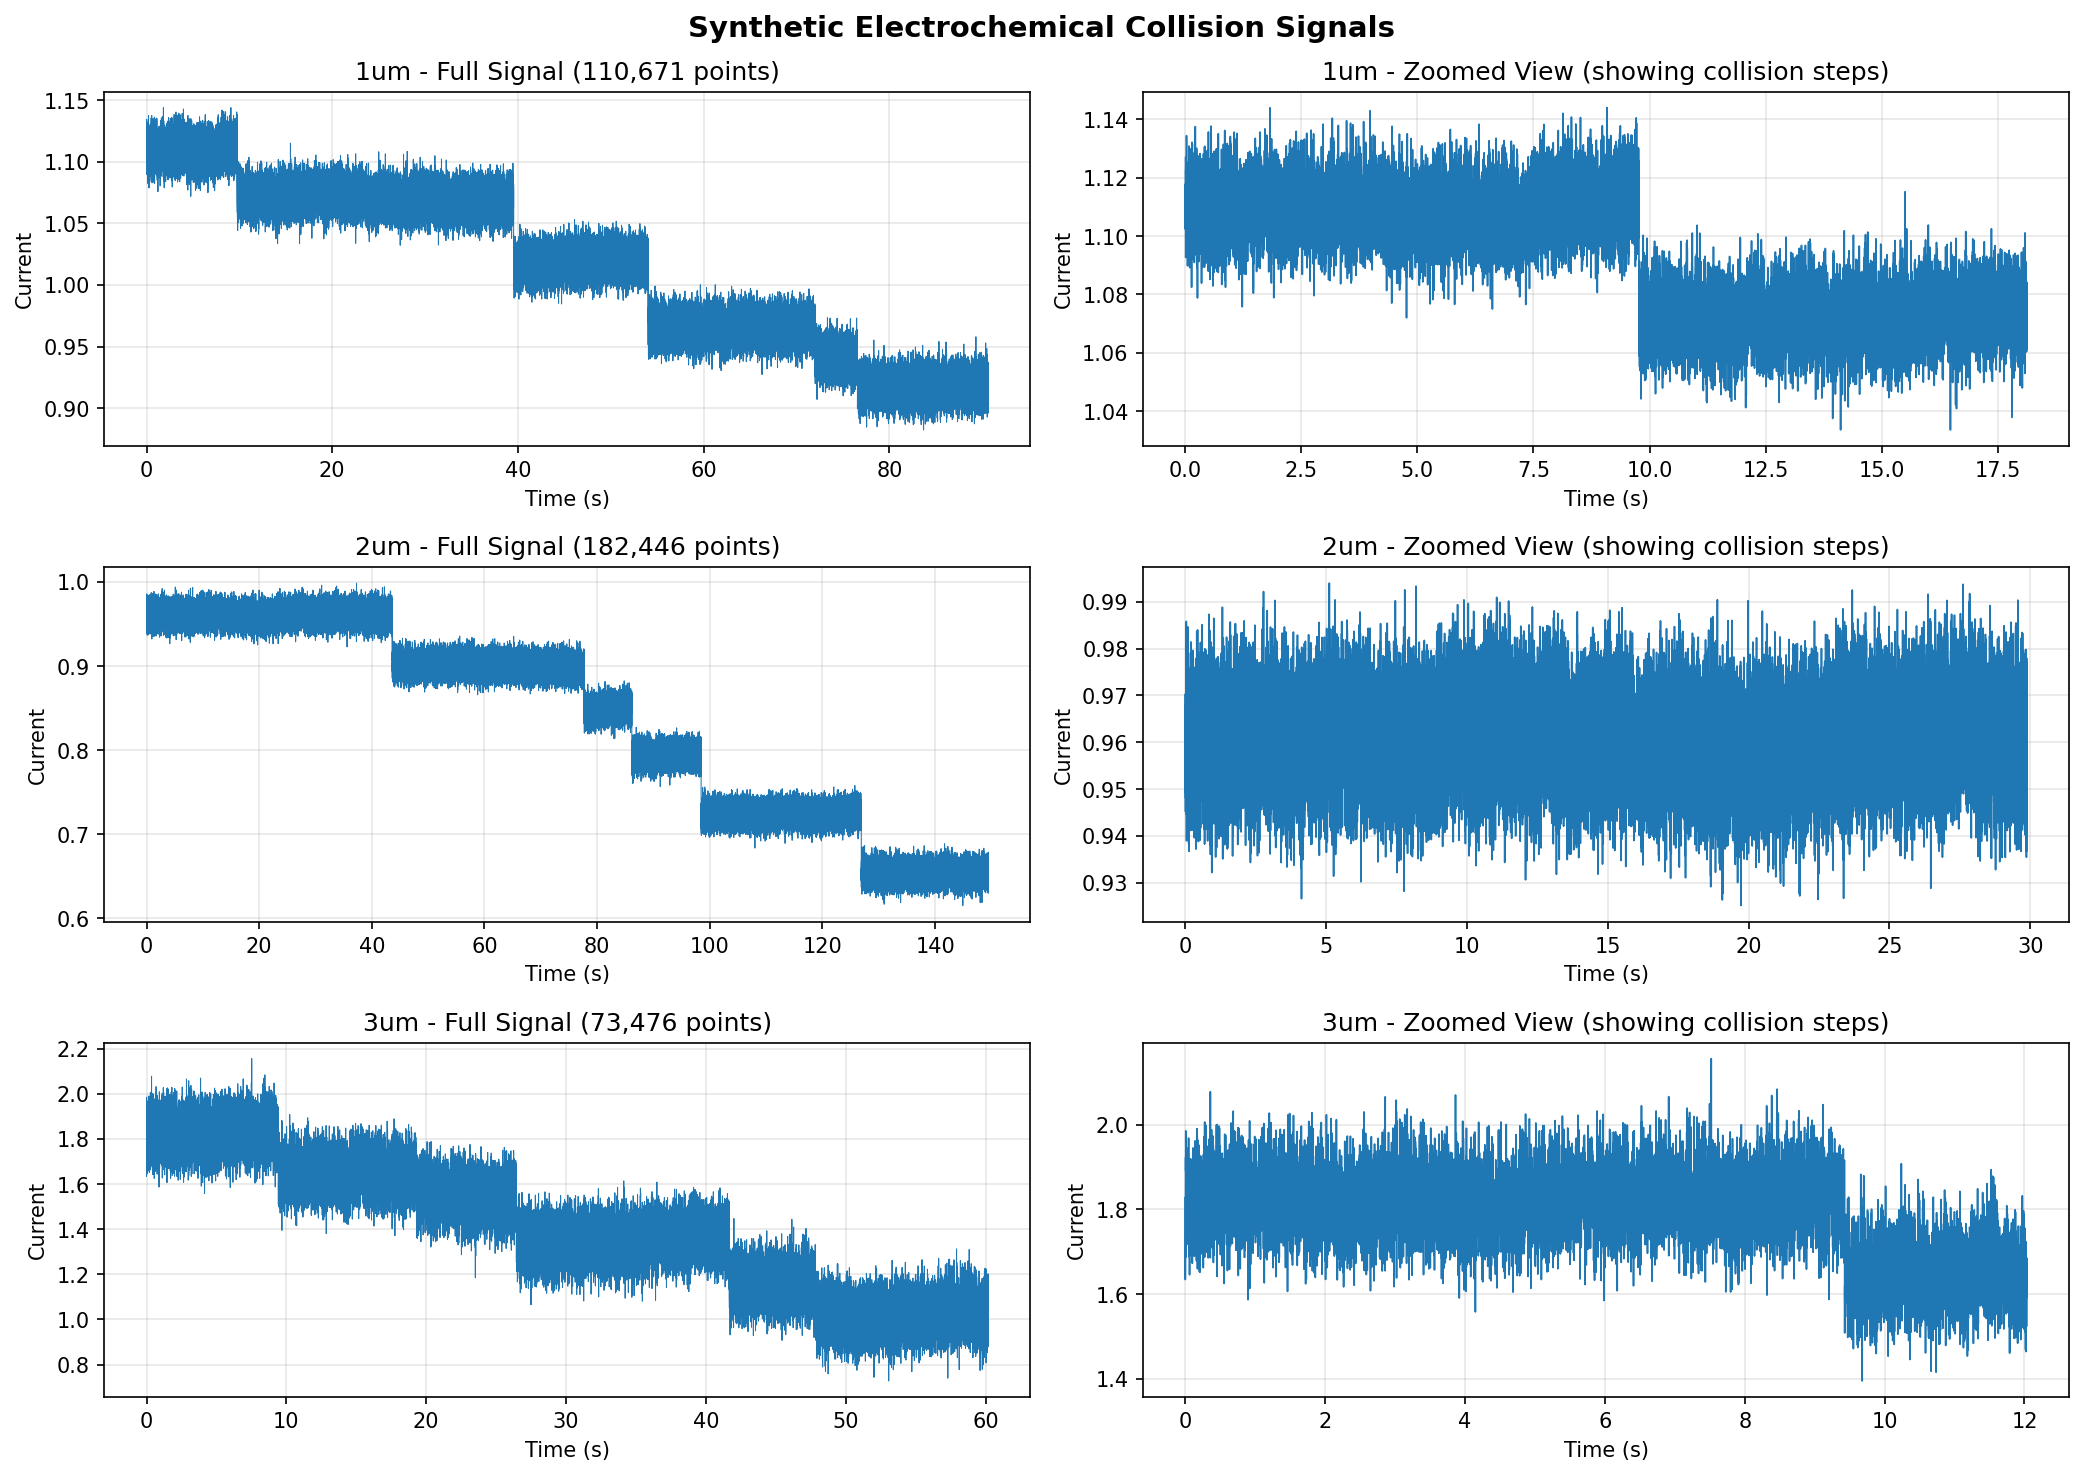 Synthetic Electrochemical Collision Signals
1um - Full Signal (110,671 points)
1.15
1.10
1.05
1.00
0.95
0.90
Current
0 20 40 60 80
Time (s)
1um - Zoomed View (showing collision steps)
1.14
1.12
1.10
1.08
1.06
1.04
Current
0.0 2.5 5.0 7.5 10.0 12.5 15.0 17.5
Time (s)
2um - Full Signal (182,446 points)
1.0
0.9
0.8
0.7
0.6
Current
0 20 40 60 80 100 120 140
Time (s)
2um - Zoomed View (showing collision steps)
0.99
0.98
0.97
0.96
0.95
0.94
0.93
Current
0 5 10 15 20 25 30
Time (s)
3um - Full Signal (73,476 points)
2.2
2.0
1.8
1.6
1.4
1.2
1.0
0.8
Current
0 10 20 30 40 50 60
Time (s)
3um - Zoomed View (showing collision steps)
2.0
1.8
1.6
1.4
Current
0 2 4 6 8 10 12
Time (s)